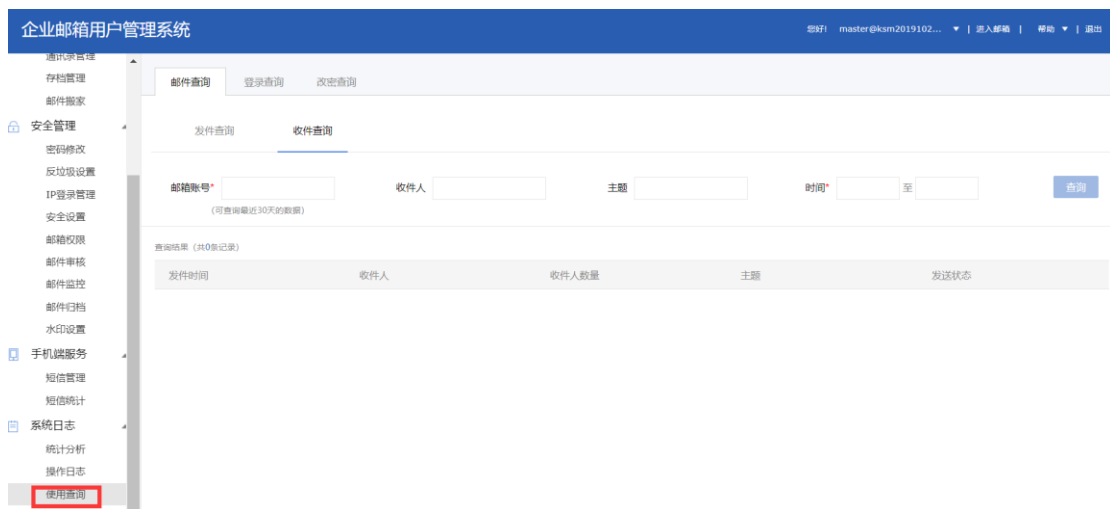 企业邮箱用户管理系统
您好! master@ksm2019102... ▼ | 进入邮箱 | 帮助 ▼ | 退出
通讯录管理
存档管理
邮件搬家
安全管理
密码修改
反垃圾设置
IP登录管理
安全设置
邮箱权限
邮件审核
邮件监控
邮件归档
水印设置
手机端服务
短信管理
短信统计
系统日志
统计分析
操作日志
使用查询
邮件查询 登录查询 改密查询
发件查询 收件查询
邮箱账号* 收件人 主题 时间* 至 查询
(可查询最近30天的数据)
查询结果 (共0条记录)
发件时间 收件人 收件人数量 主题 发送状态